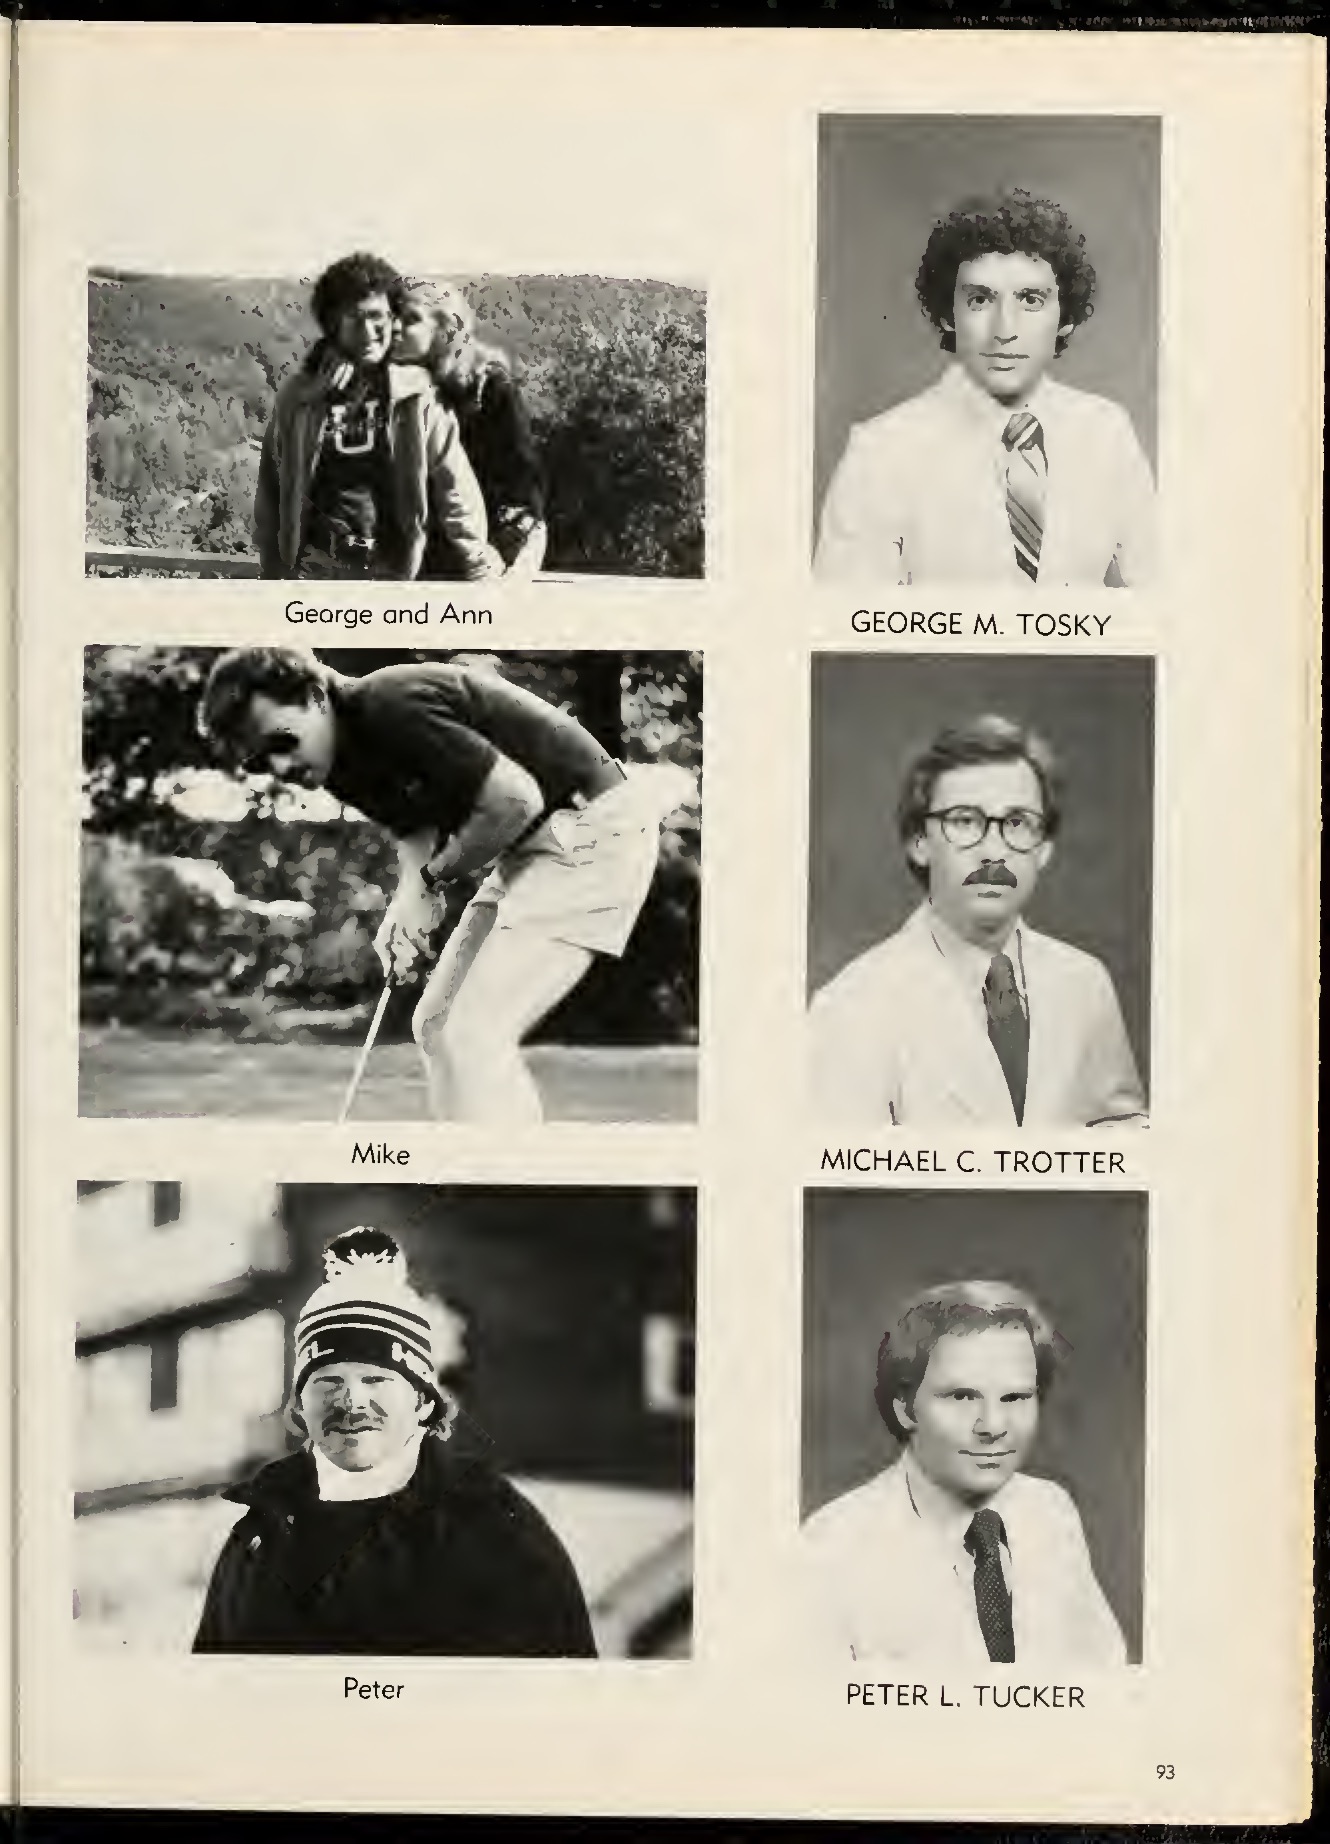 U
George and Ann
GEORGE M. TOSKY
Mike
MICHAEL C. TROTTER
Peter
PETER L. TUCKER
93